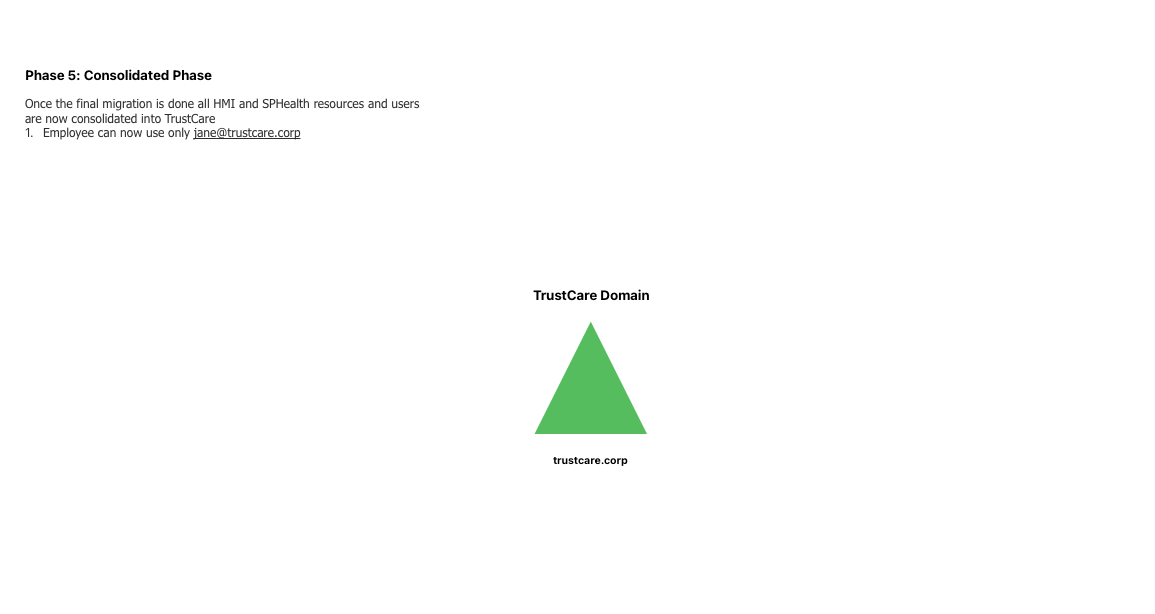 Phase 5: Consolidated Phase
Once the final migration is done all HMI and SPHealth resources and users
are now consolidated into TrustCare
1. Employee can now use only jane@trustcare.corp
TrustCare Domain
trustcare.corp